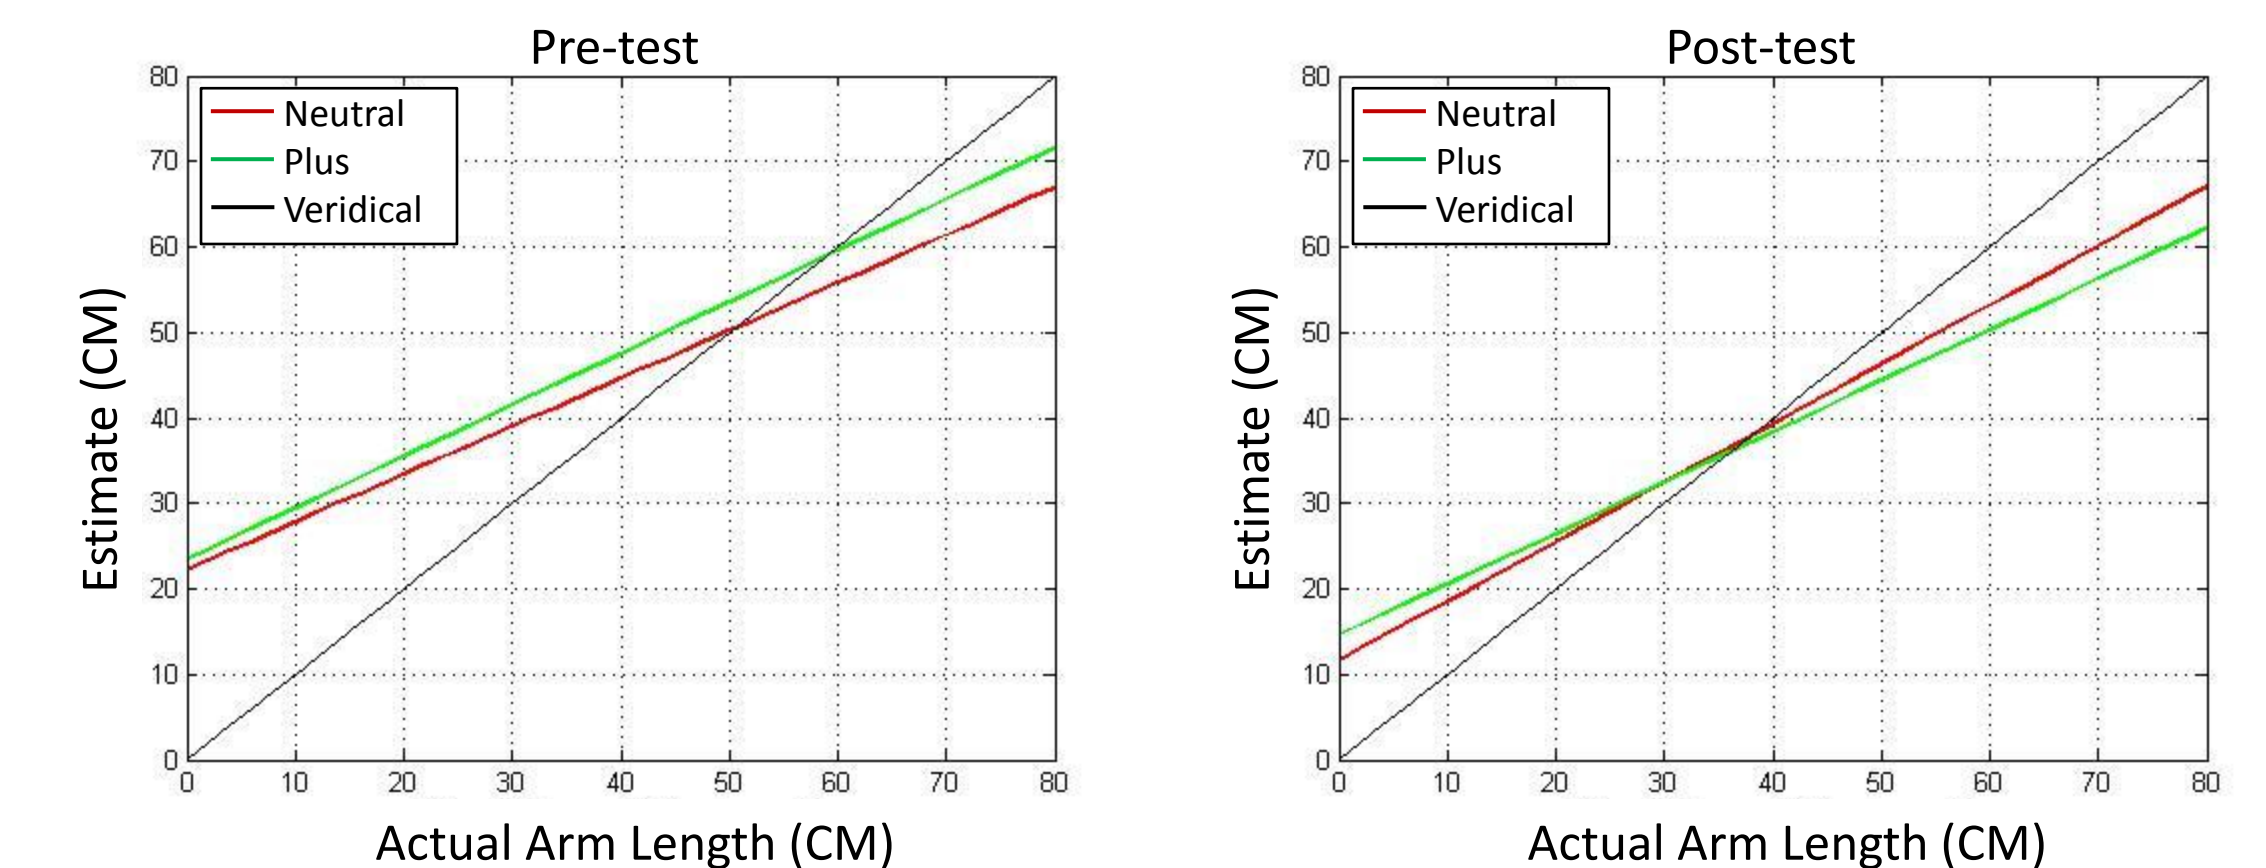 Pre-test
80
70
60
50
40
30
20
10
0
Neutral
Plus
Veridical
Estimate (CM)
0 10 20 30 40 50 60 70 80
Actual Arm Length (CM)
Post-test
80
70
60
50
40
30
20
10
0
Neutral
Plus
Veridical
Estimate (CM)
0 10 20 30 40 50 60 70 80
Actual Arm Length (CM)